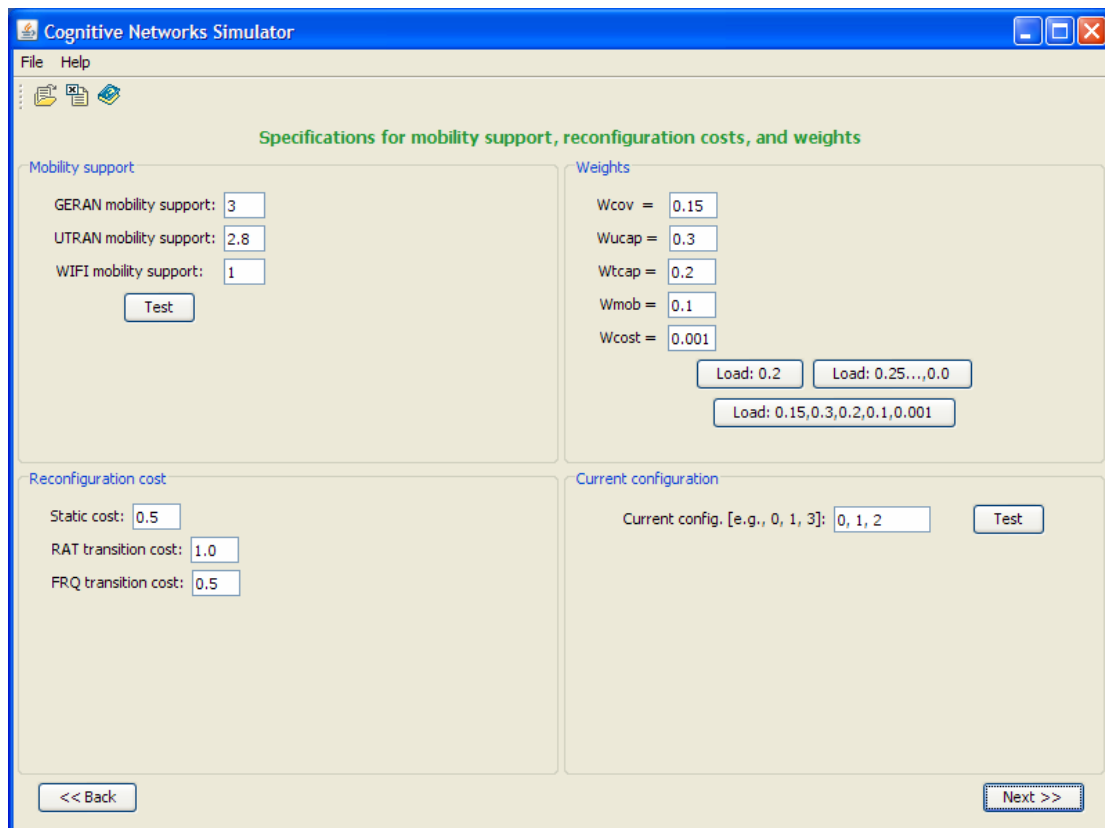 Cognitive Networks Simulator
File Help
Specifications for mobility support, reconfiguration costs, and weights
Mobility support
GERAN mobility support: 3
UTRAN mobility support: 2.8
WIFI mobility support: 1
Test
Weights
Wcov = 0.15
Wucap = 0.3
Wtcap = 0.2
Wmob = 0.1
Wcost = 0.001
Load: 0.2 Load: 0.25...,0.0
Load: 0.15,0.3,0.2,0.1,0.001
Reconfiguration cost
Static cost: 0.5
RAT transition cost: 1.0
FRQ transition cost: 0.5
Current configuration
Current config. [e.g., 0, 1, 3]: 0, 1, 2 Test
<< Back Next >>